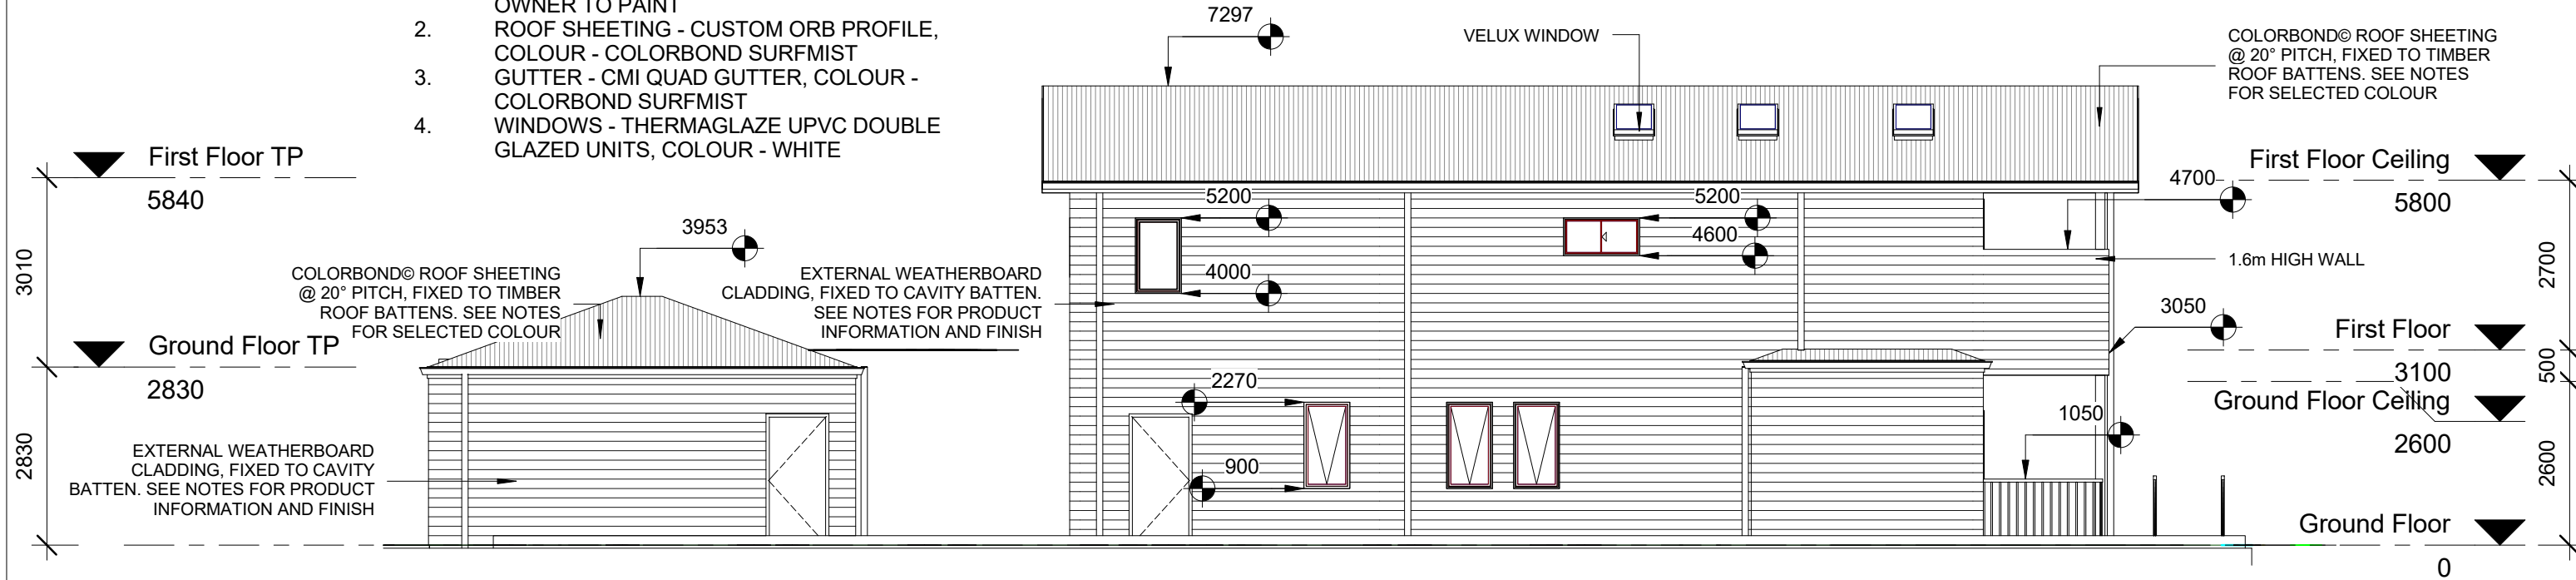 OWNER TO PAINT
2. ROOF SHEETING - CUSTOM ORB PROFILE,
COLOUR - COLORBOND SURFMIST
3. GUTTER - CMI QUAD GUTTER, COLOUR -
COLORBOND SURFMIST
4. WINDOWS - THERMAGLAZE UPVC DOUBLE
GLAZED UNITS, COLOUR - WHITE
First Floor TP
5840
3010
Ground Floor TP
2830
2830
COLORBOND© ROOF SHEETING
@ 20° PITCH, FIXED TO TIMBER
ROOF BATTENS. SEE NOTES
FOR SELECTED COLOUR
3953
EXTERNAL WEATHERBOARD
CLADDING, FIXED TO CAVITY
BATTEN. SEE NOTES FOR PRODUCT
INFORMATION AND FINISH
EXTERNAL WEATHERBOARD
CLADDING, FIXED TO CAVITY BATTEN.
SEE NOTES FOR PRODUCT
INFORMATION AND FINISH
7297
VELUX WINDOW
COLORBOND© ROOF SHEETING
@ 20° PITCH, FIXED TO TIMBER
ROOF BATTENS. SEE NOTES
FOR SELECTED COLOUR
5200
4000
5200
4600
2270
900
4700
1.6m HIGH WALL
3050
1050
First Floor Ceiling
5800
2700
First Floor
3100
500
Ground Floor Ceiling
2600
2600
Ground Floor
0